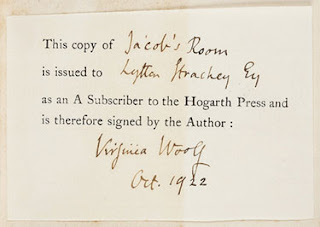 This copy of Jacob's Room
is issued to Lytton Strachey Esq
as an A Subscriber to the Hogarth Press and
is therefore signed by the Author :
Virginia Woolf
Oct. 1922